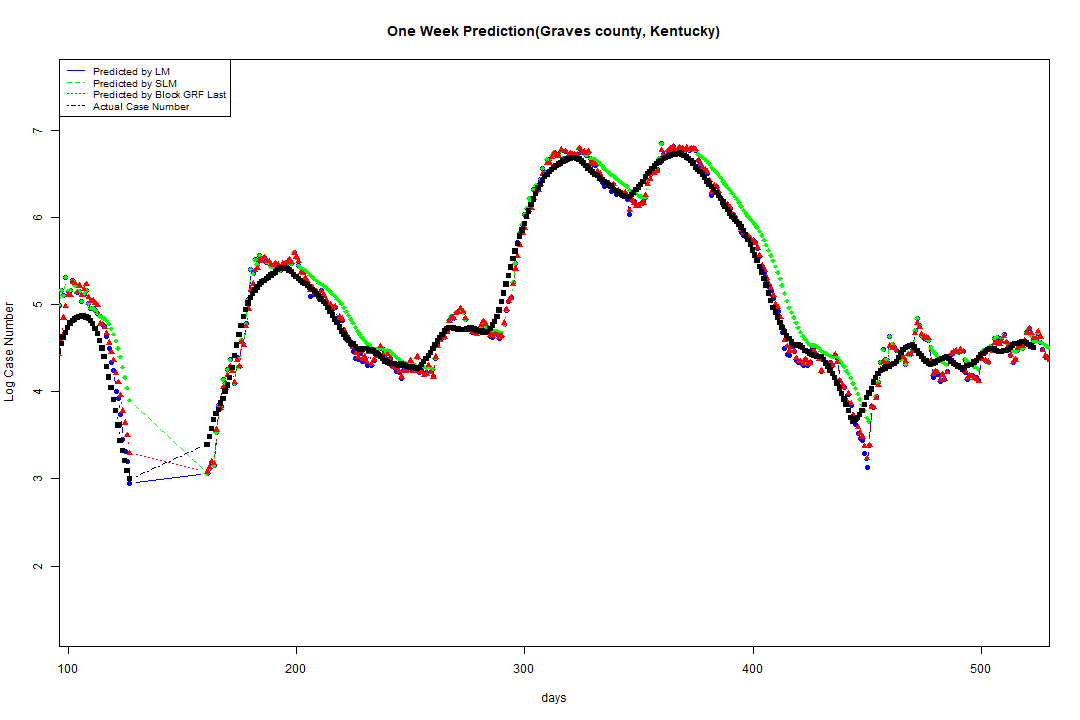 One Week Prediction(Graves county, Kentucky)
Predicted by LM
Predicted by SLM
Predicted by Block GRF Last
Actual Case Number
7
6
5
4
3
2
Log Case Number
100 200 300 400 500
days